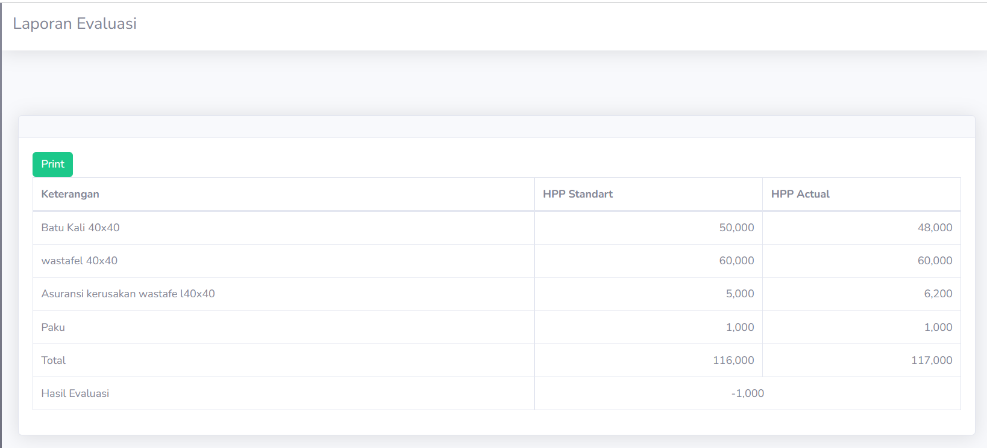 Laporan Evaluasi
Print
Keterangan HPP Standart HPP Actual
Batu Kali 40x40 50,000 48,000
wastafel 40x40 60,000 60,000
Asuransi kerusakan wastafe l40x40 5,000 6,200
Paku 1,000 1,000
Total 116,000 117,000
Hasil Evaluasi -1,000